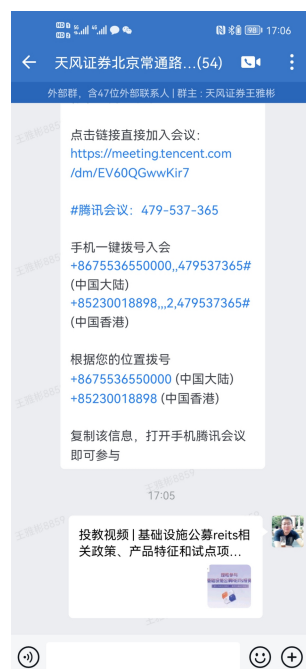 17:06
天风证券北京常通路...(54)
外部群，含47位外部联系人 | 群主：天风证券王雅彬
点击链接直接加入会议：
https://meeting.tencent.com
/dm/EV60QGwwKir7
#腾讯会议：479-537-365
手机一键拨号入会
+8675536550000,,479537365#
(中国大陆)
+85230018898,,,2,479537365#
(中国香港)
根据您的位置拨号
+8675536550000 (中国大陆)
+85230018898 (中国香港)
复制该信息，打开手机腾讯会议
即可参与
17:05
投教视频 | 基础设施公募reits相
关政策、产品特征和试点项...